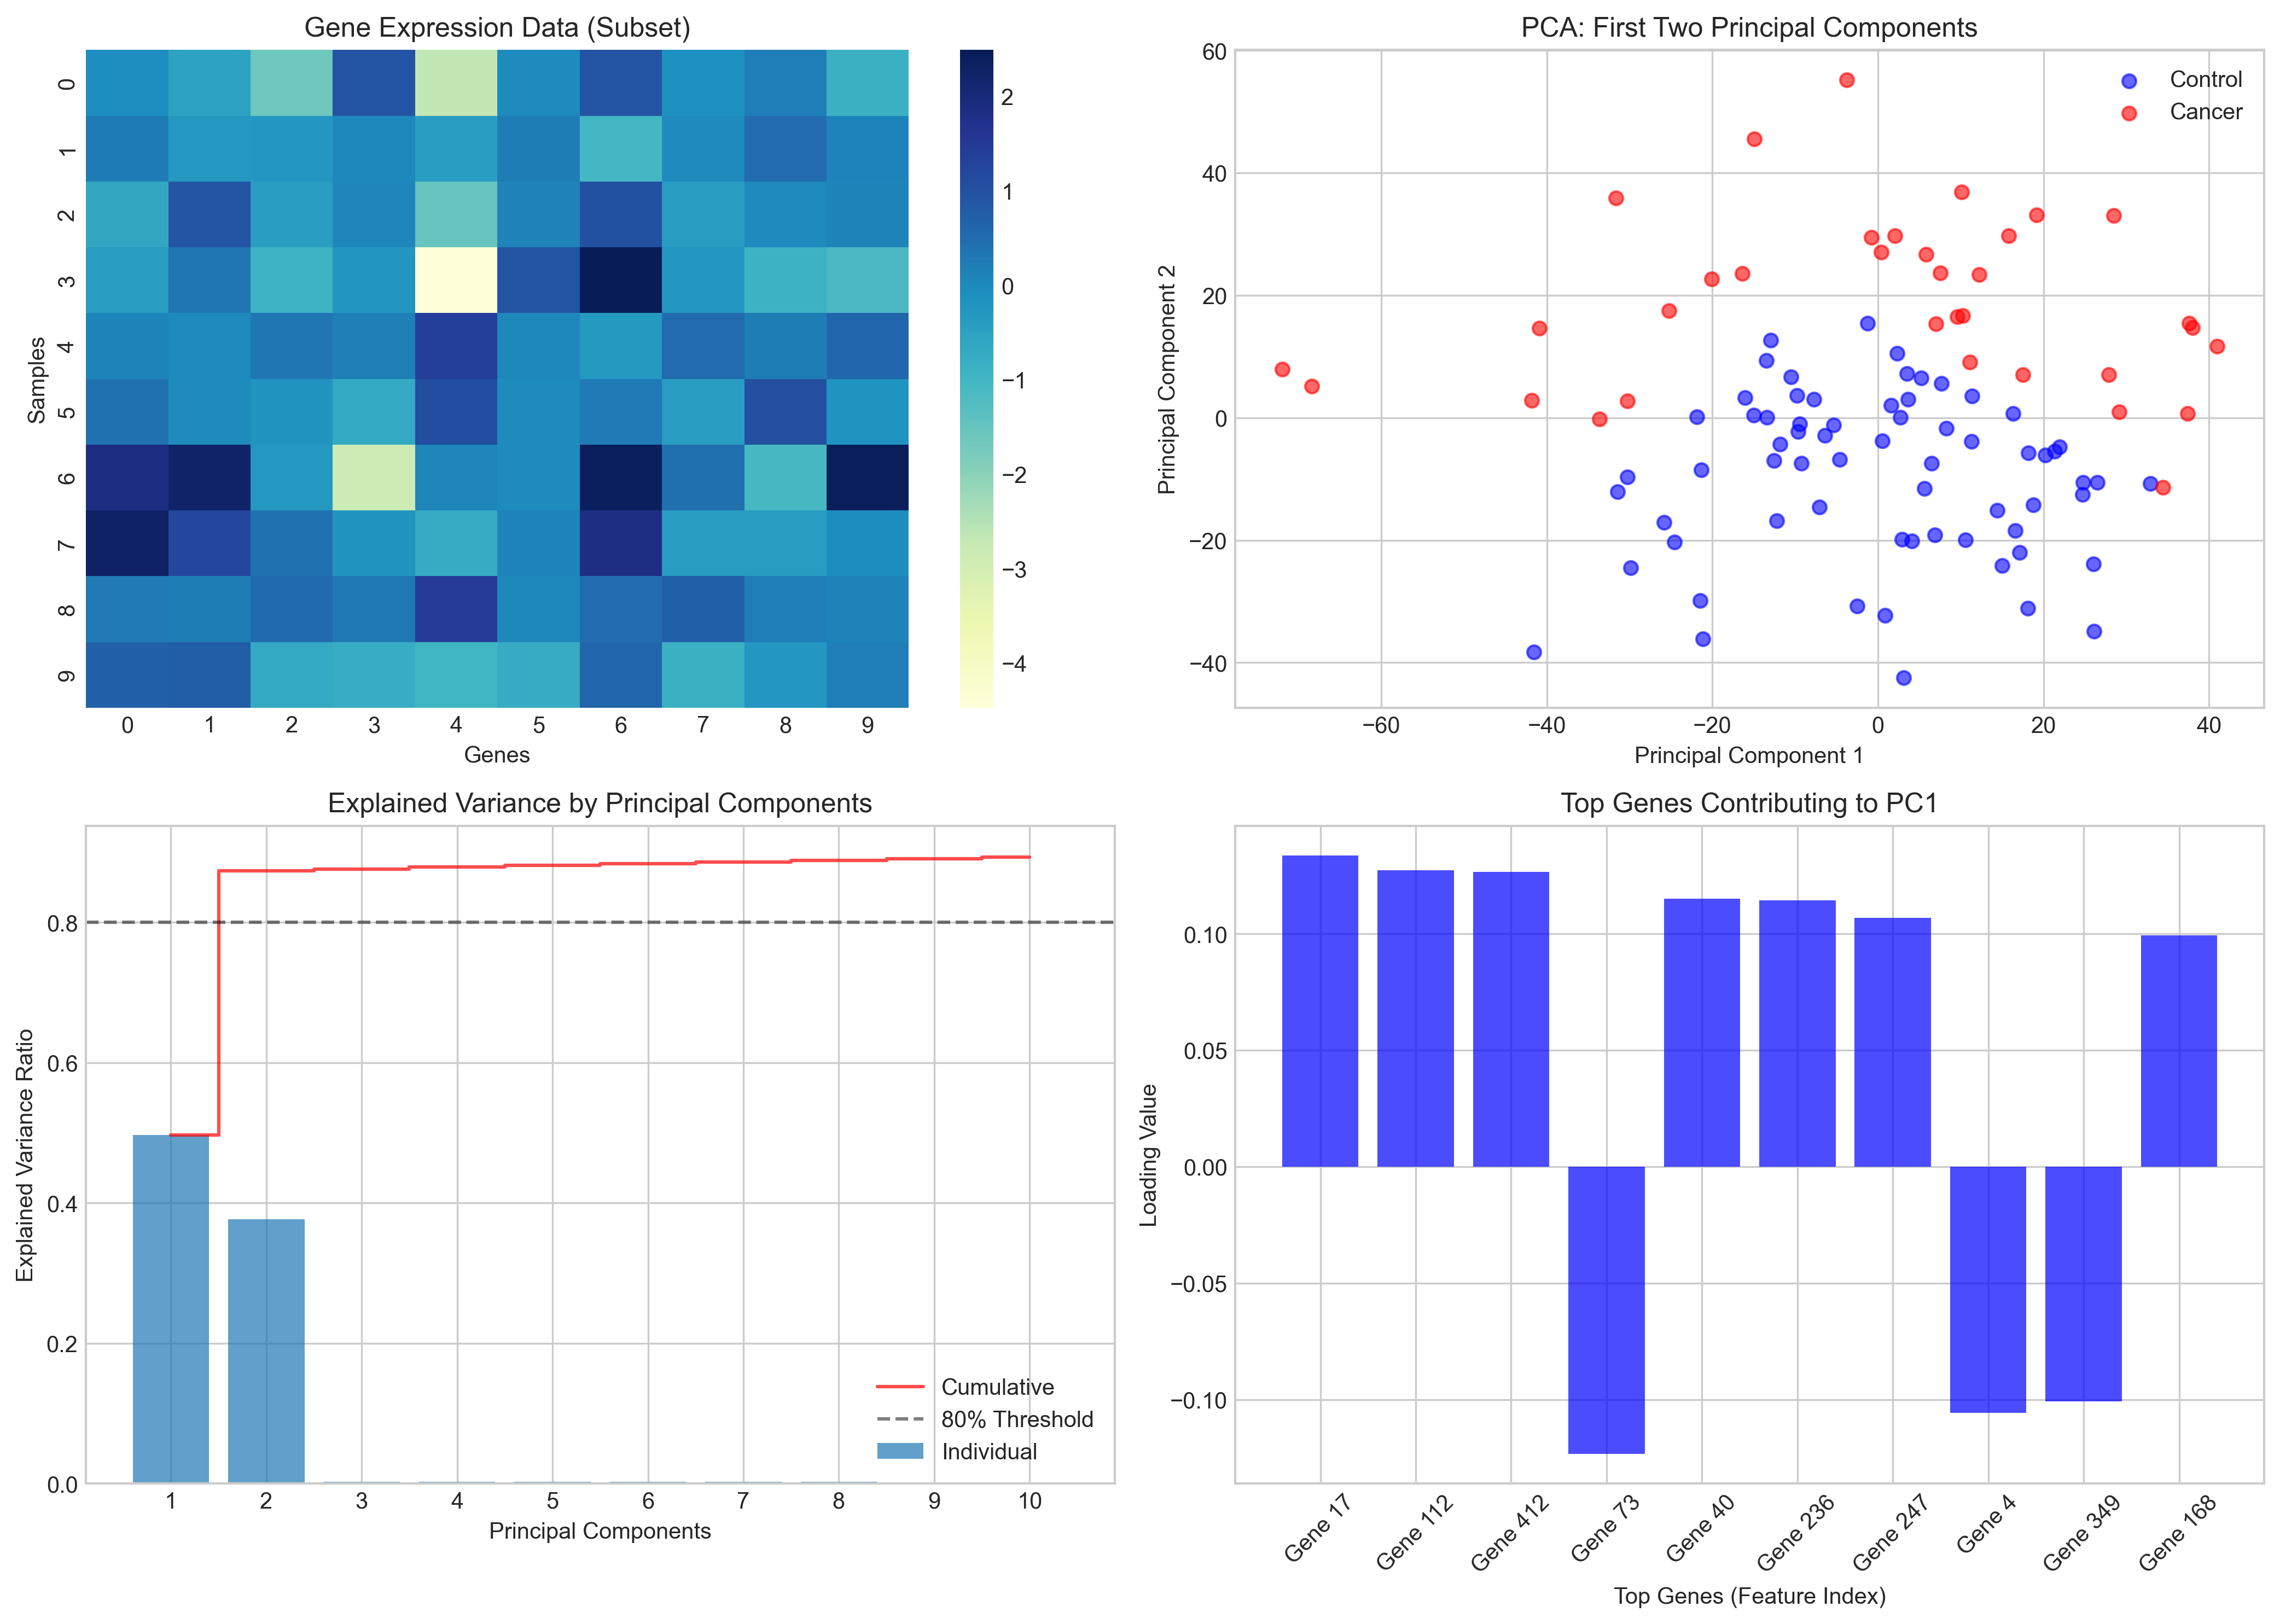 Gene Expression Data (Subset)
0
1
2
3
4
5
6
7
8
9
Samples
0 1 2 3 4 5 6 7 8 9
Genes
2
1
0
−1
−2
−3
−4
PCA: First Two Principal Components
Control
Cancer
60
40
20
0
−20
−40
Principal Component 2
−60 −40 −20 0 20 40
Principal Component 1
Explained Variance by Principal Components
0.8
0.6
0.4
0.2
0.0
Explained Variance Ratio
Cumulative
80% Threshold
Individual
1 2 3 4 5 6 7 8 9 10
Principal Components
Top Genes Contributing to PC1
0.10
0.05
0.00
−0.05
−0.10
Loading Value
Gene 17
Gene 112
Gene 412
Gene 73
Gene 40
Gene 236
Gene 247
Gene 4
Gene 349
Gene 168
Top Genes (Feature Index)